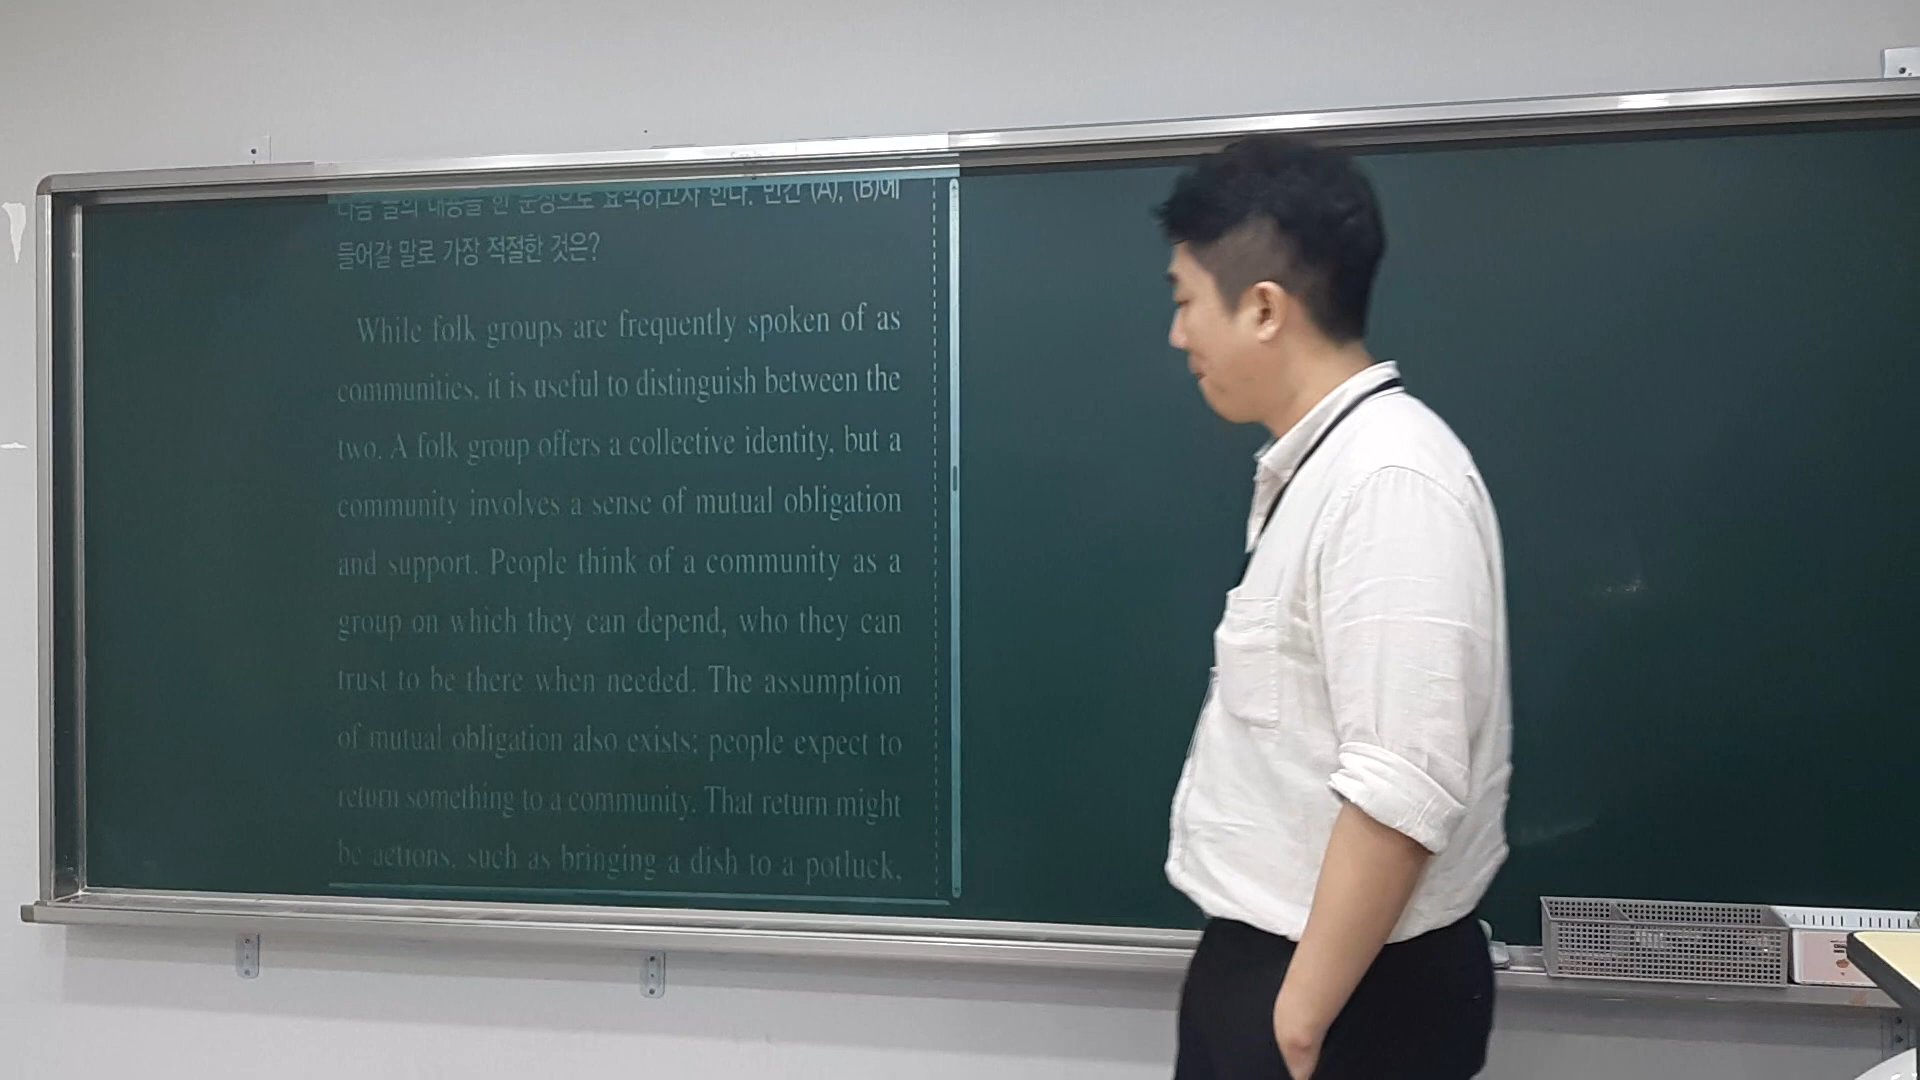 다음 글의 내용을 한 문장으로 요약하고자 한다. 빈칸 (A), (B)에
들어갈 말로 가장 적절한 것은?
While folk groups are frequently spoken of as
communities, it is useful to distinguish between the
two. A folk group offers a collective identity, but a
community involves a sense of mutual obligation
and support. People think of a community as a
group on which they can depend, who they can
trust to be there when needed. The assumption
of mutual obligation also exists; people expect to
return something to a community. That return might
be actions, such as bringing a dish to a potluck,